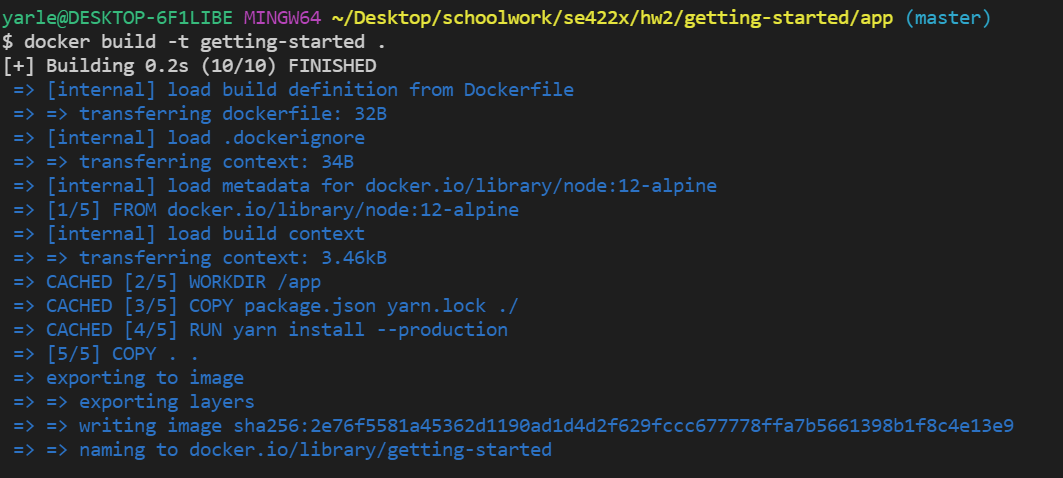 yarle@DESKTOP-6F1LIBE MINGW64 ~/Desktop/schoolwork/se422x/hw2/getting-started/app (master)
$ docker build -t getting-started .
[+] Building 0.2s (10/10) FINISHED
=> [internal] load build definition from Dockerfile
=> => transferring dockerfile: 32B
=> [internal] load .dockerignore
=> => transferring context: 34B
=> [internal] load metadata for docker.io/library/node:12-alpine
=> [1/5] FROM docker.io/library/node:12-alpine
=> [internal] load build context
=> => transferring context: 3.46kB
=> CACHED [2/5] WORKDIR /app
=> CACHED [3/5] COPY package.json yarn.lock ./
=> CACHED [4/5] RUN yarn install --production
=> [5/5] COPY . .
=> exporting to image
=> => exporting layers
=> => writing image sha256:2e76f5581a45362d1190ad1d4d2f629fccc677778ffa7b5661398b1f8c4e13e9
=> => naming to docker.io/library/getting-started